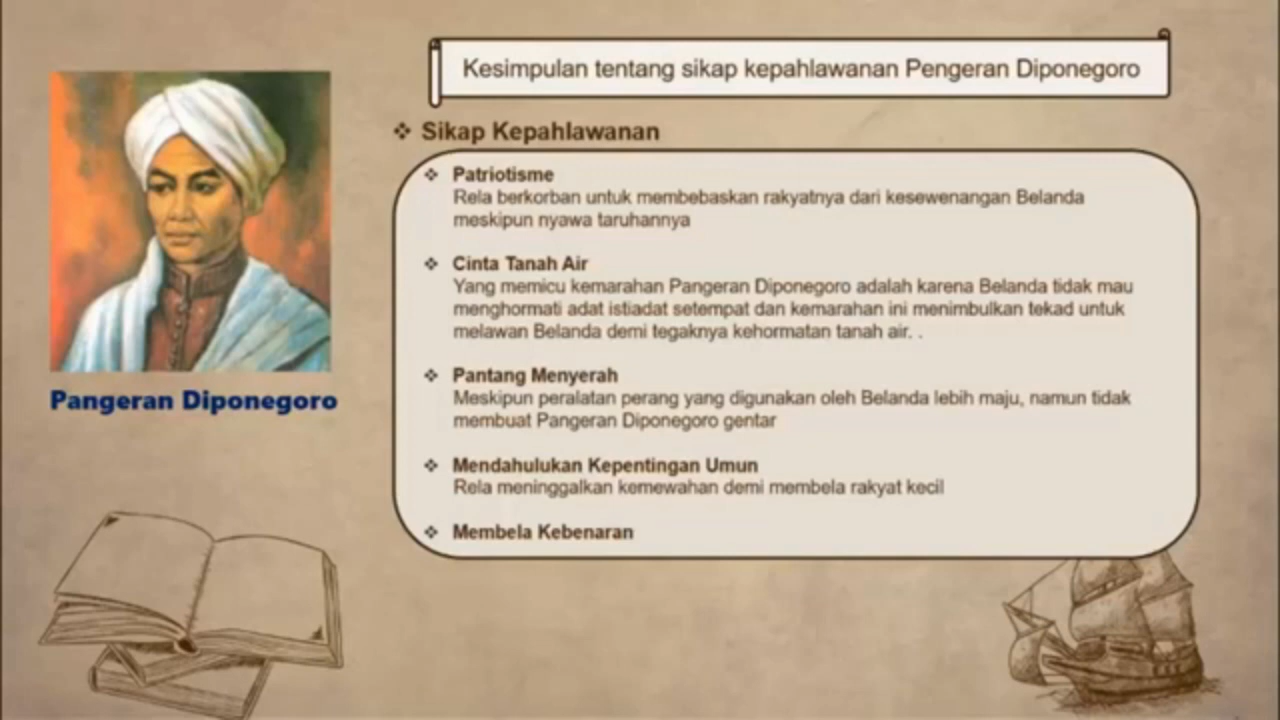 Kesimpulan tentang sikap kepahlawanan Pengeran Diponegoro
❖ Sikap Kepahlawanan
❖ Patriotisme
Rela berkorban untuk membebaskan rakyatnya dari kesewenangan Belanda
meskipun nyawa taruhannya
❖ Cinta Tanah Air
Yang memicu kemarahan Pangeran Diponegoro adalah karena Belanda tidak mau
menghormati adat istiadat setempat dan kemarahan ini menimbulkan tekad untuk
melawan Belanda demi tegaknya kehormatan tanah air. .
❖ Pantang Menyerah
Meskipun peralatan perang yang digunakan oleh Belanda lebih maju, namun tidak
membuat Pangeran Diponegoro gentar
❖ Mendahulukan Kepentingan Umun
Rela meninggalkan kemewahan demi membela rakyat kecil
❖ Membela Kebenaran
Pangeran Diponegoro